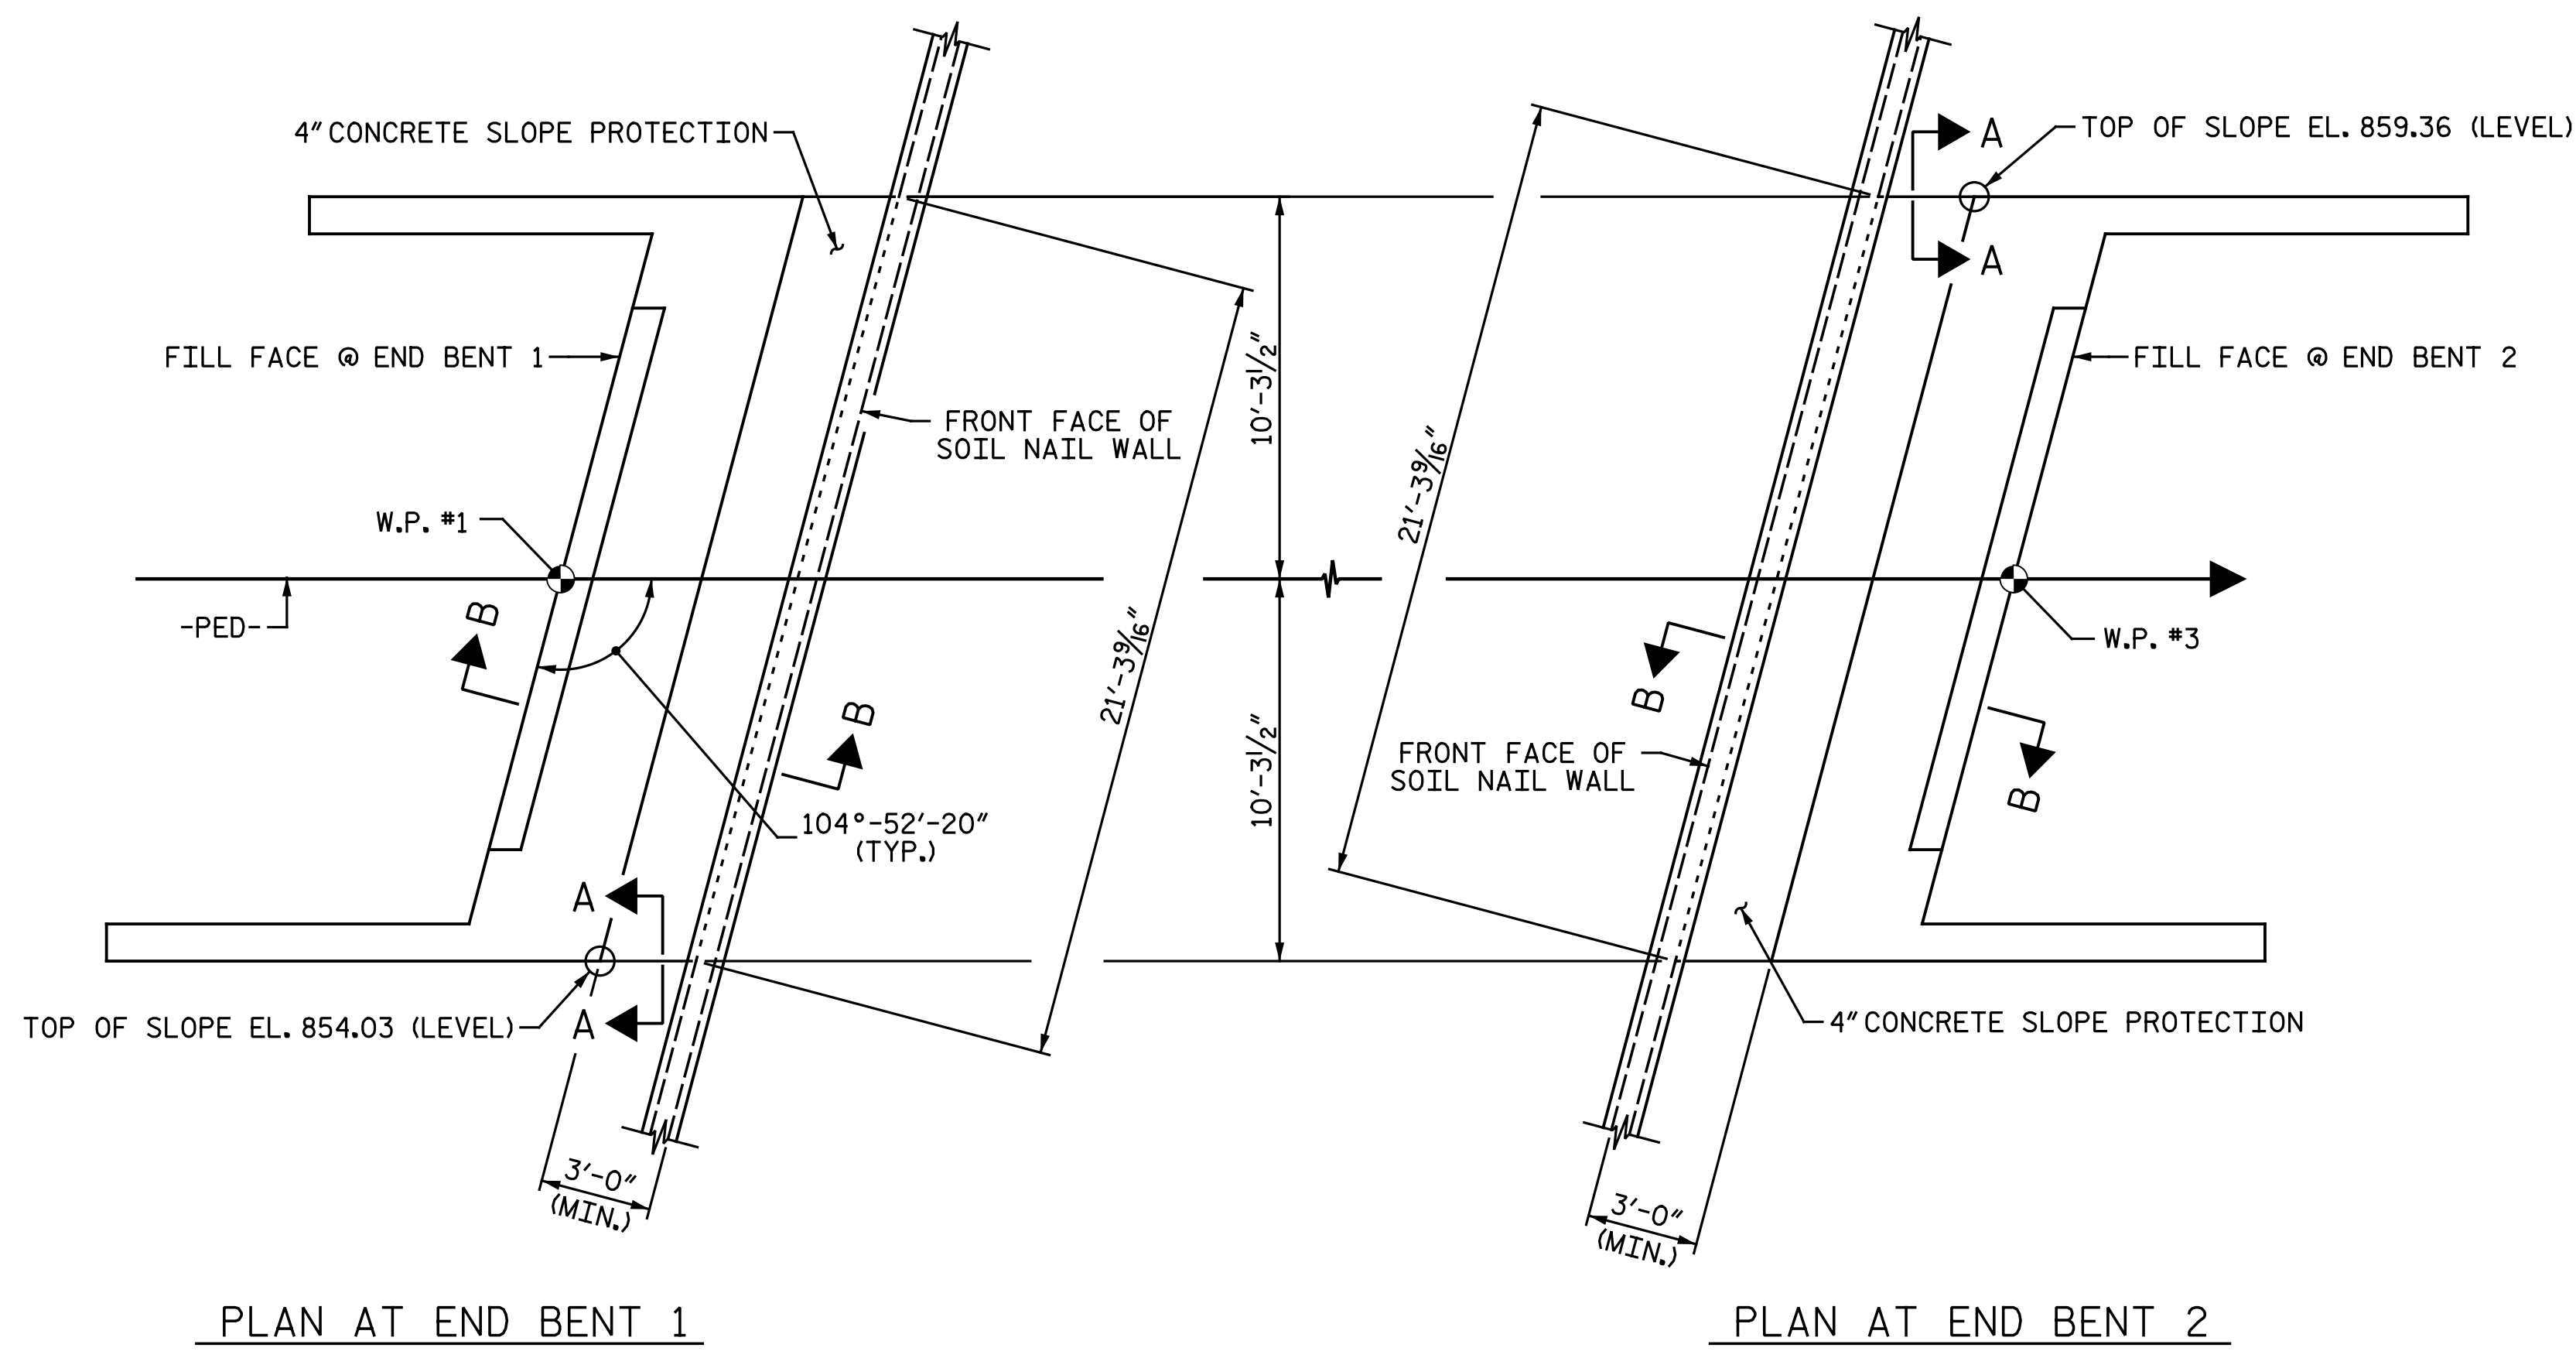 4" CONCRETE SLOPE PROTECTION
A
TOP OF SLOPE EL. 859.36 (LEVEL)
A
FILL FACE @ END BENT 1
10'-3½"
FILL FACE @ END BENT 2
FRONT FACE OF
SOIL NAIL WALL
21'-3⁹⁄₁₆"
W.P. #1
-PED-
B
W.P. #3
21'-3⁹⁄₁₆"
B
B
FRONT FACE OF
SOIL NAIL WALL
10'-3½"
B
104°-52'-20"
(TYP.)
A
A
TOP OF SLOPE EL. 854.03 (LEVEL)
4" CONCRETE SLOPE PROTECTION
3'-0"
(MIN.)
3'-0"
(MIN.)
PLAN AT END BENT 1
PLAN AT END BENT 2